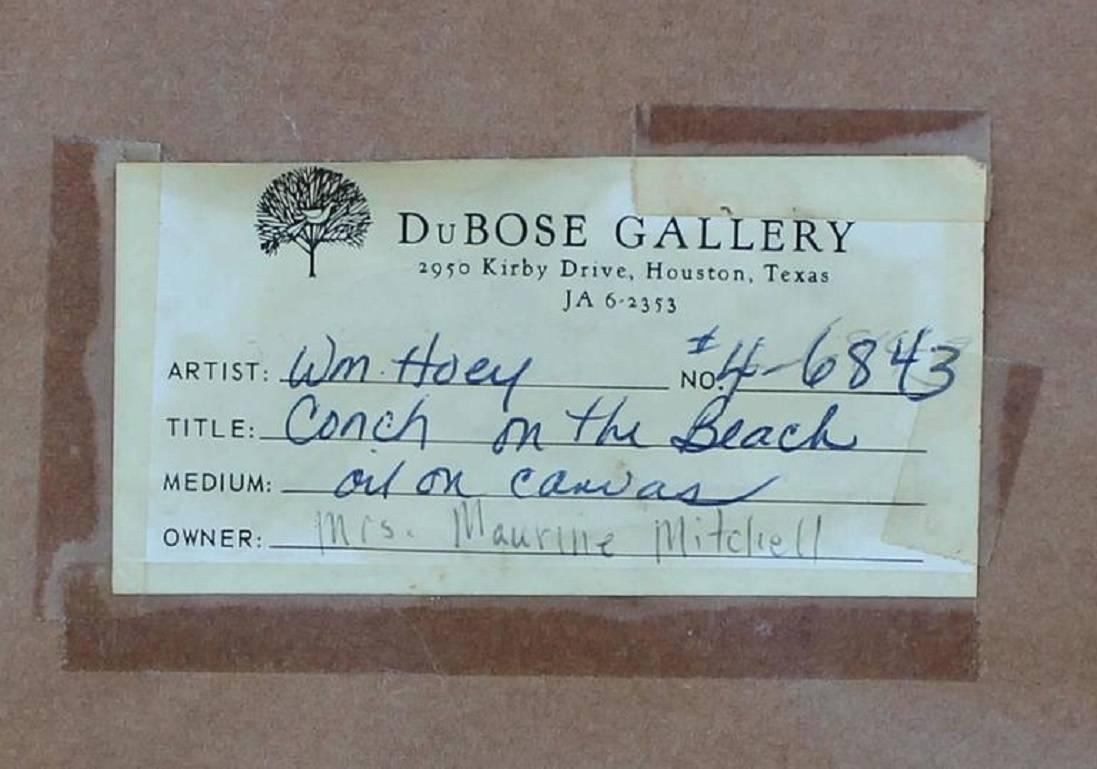 DuBOSE GALLERY
2950 Kirby Drive, Houston, Texas
JA 6-2353
ARTIST: Wm. Hoey NO. #4-6843
TITLE: Conch on the Beach
MEDIUM: oil on canvas
OWNER: Mrs. Maurine Mitchell